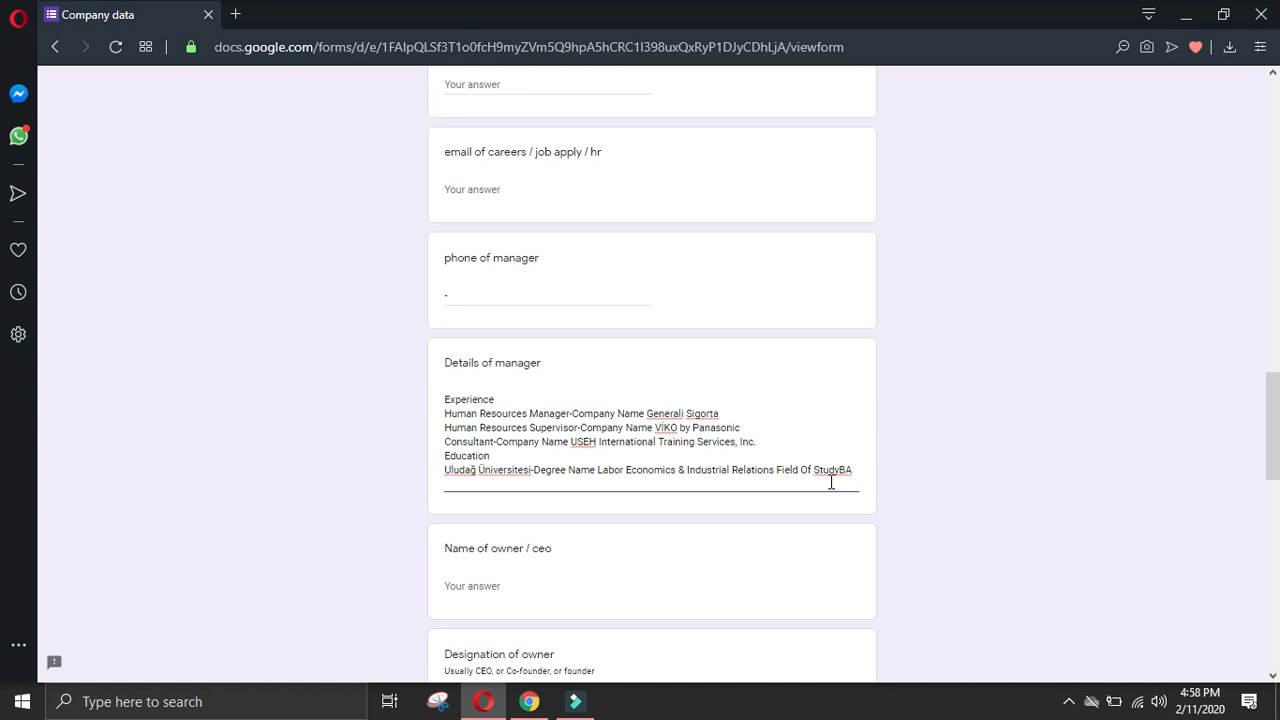 Company data
docs.google.com/forms/d/e/1FAIpQLSf3T1o0fcH9myZVm5Q9hpA5hCRC1I398uxQxRyP1DJyCDhLjA/viewform
Your answer
email of careers / job apply / hr
Your answer
phone of manager
-
Details of manager
Experience
Human Resources Manager-Company Name Generali Sigorta
Human Resources Supervisor-Company Name VİKO by Panasonic
Consultant-Company Name USEH International Training Services, Inc.
Education
Uludağ Üniversitesi-Degree Name Labor Economics & Industrial Relations Field Of StudyBA
Name of owner / ceo
Your answer
Designation of owner
Usually CEO, or Co-founder, or founder
Type here to search
4:58 PM
2/11/2020